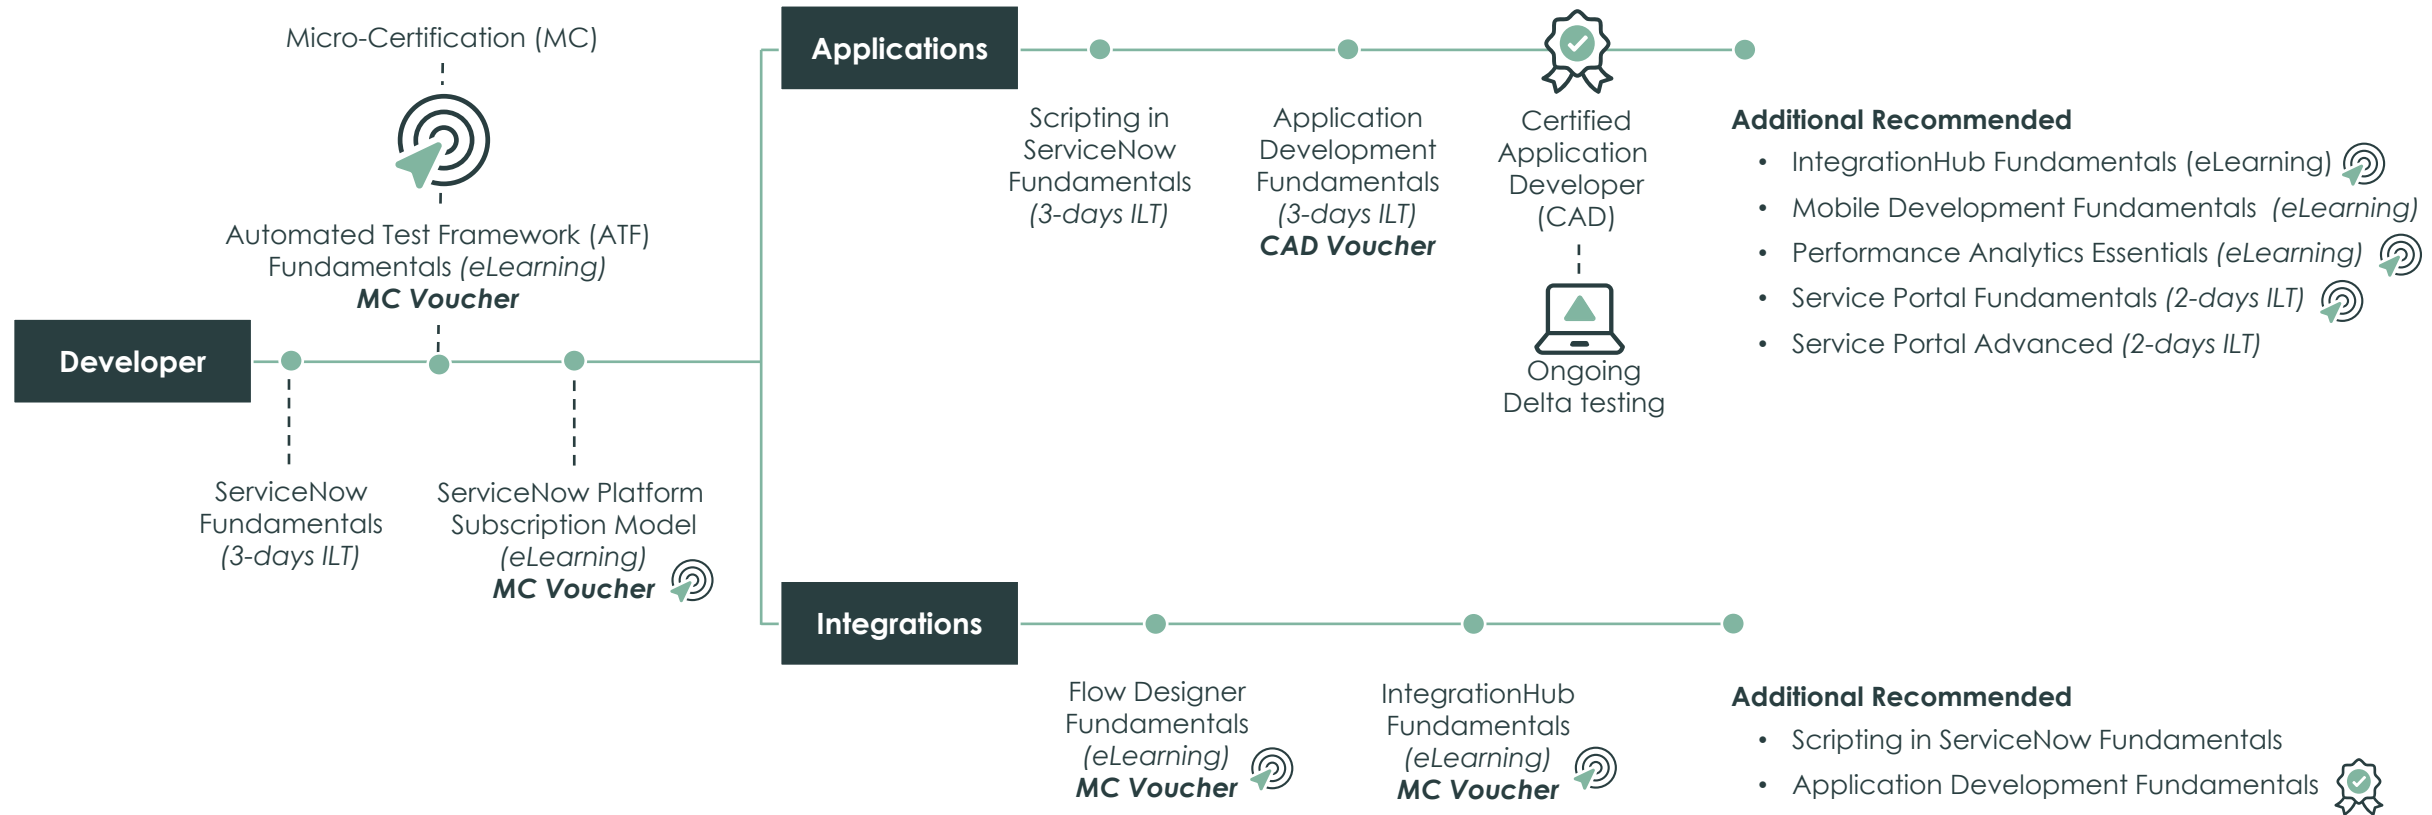 Micro-Certification (MC)
Automated Test Framework (ATF)
Fundamentals (eLearning)
MC Voucher
Developer
ServiceNow
Fundamentals
(3-days ILT)
ServiceNow Platform
Subscription Model
(eLearning)
MC Voucher
Applications
Scripting in
ServiceNow
Fundamentals
(3-days ILT)
Application
Development
Fundamentals
(3-days ILT)
CAD Voucher
Certified
Application
Developer
(CAD)
Ongoing
Delta testing
Additional Recommended
• IntegrationHub Fundamentals (eLearning)
• Mobile Development Fundamentals (eLearning)
• Performance Analytics Essentials (eLearning)
• Service Portal Fundamentals (2-days ILT)
• Service Portal Advanced (2-days ILT)
Integrations
Flow Designer
Fundamentals
(eLearning)
MC Voucher
IntegrationHub
Fundamentals
(eLearning)
MC Voucher
Additional Recommended
• Scripting in ServiceNow Fundamentals
• Application Development Fundamentals